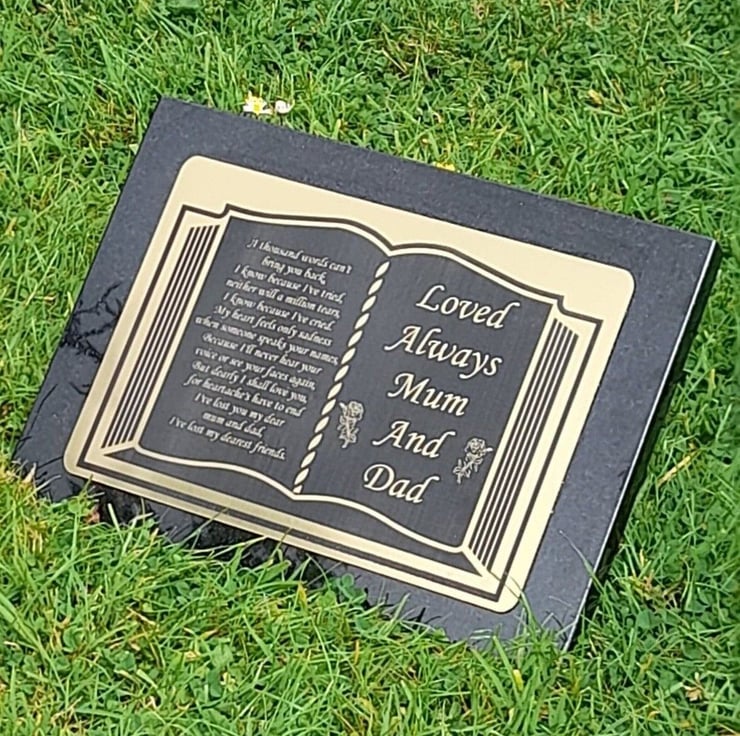 A thousand words can't
bring you back,
I know because I've tried,
neither will a million tears,
I know because I've cried.
My heart feels only sadness
when someone speaks your names,
Because I'll never hear your
voice or see your faces again,
But dearly I shall love you,
for heartache's have to end
I've lost you my dear
mum and dad,
I've lost my dearest friends.
Loved
Always
Mum
And
Dad